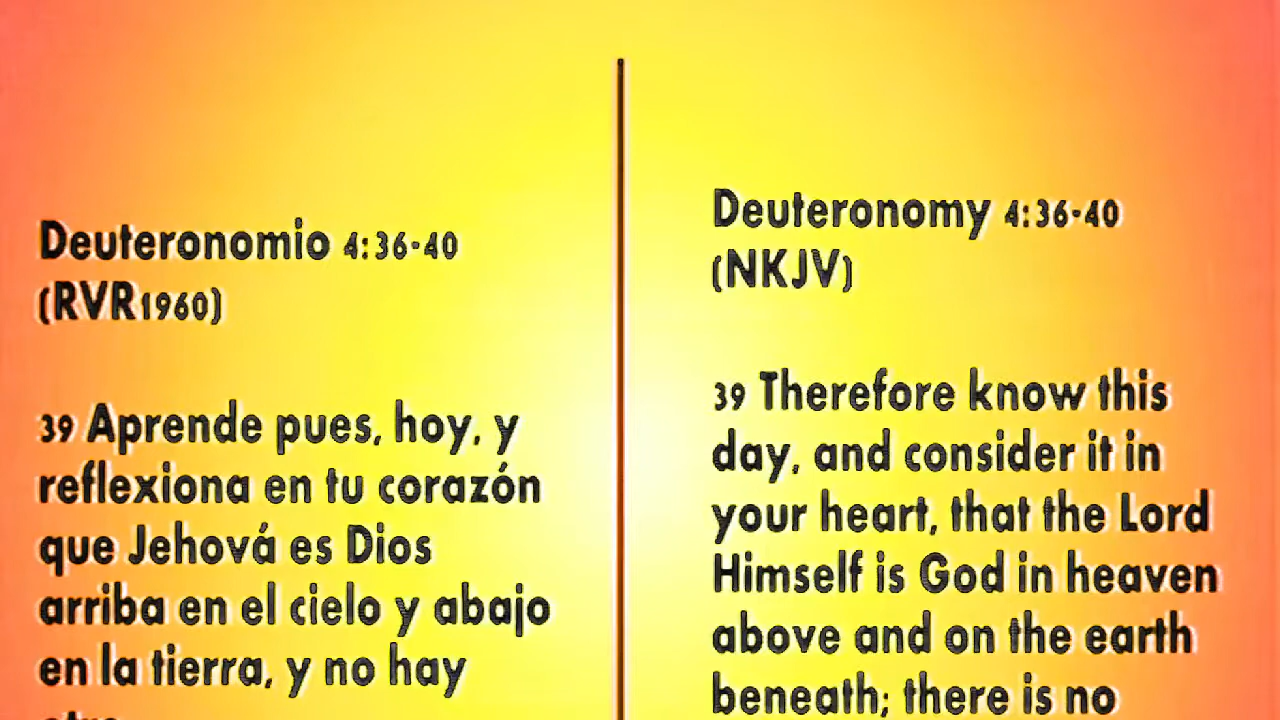 Deuteronomio 4:36-40
(RVR1960)
39 Aprende pues, hoy, y
reflexiona en tu corazón
que Jehová es Dios
arriba en el cielo y abajo
en la tierra, y no hay
Deuteronomy 4:36-40
(NKJV)
39 Therefore know this
day, and consider it in
your heart, that the Lord
Himself is God in heaven
above and on the earth
beneath; there is no